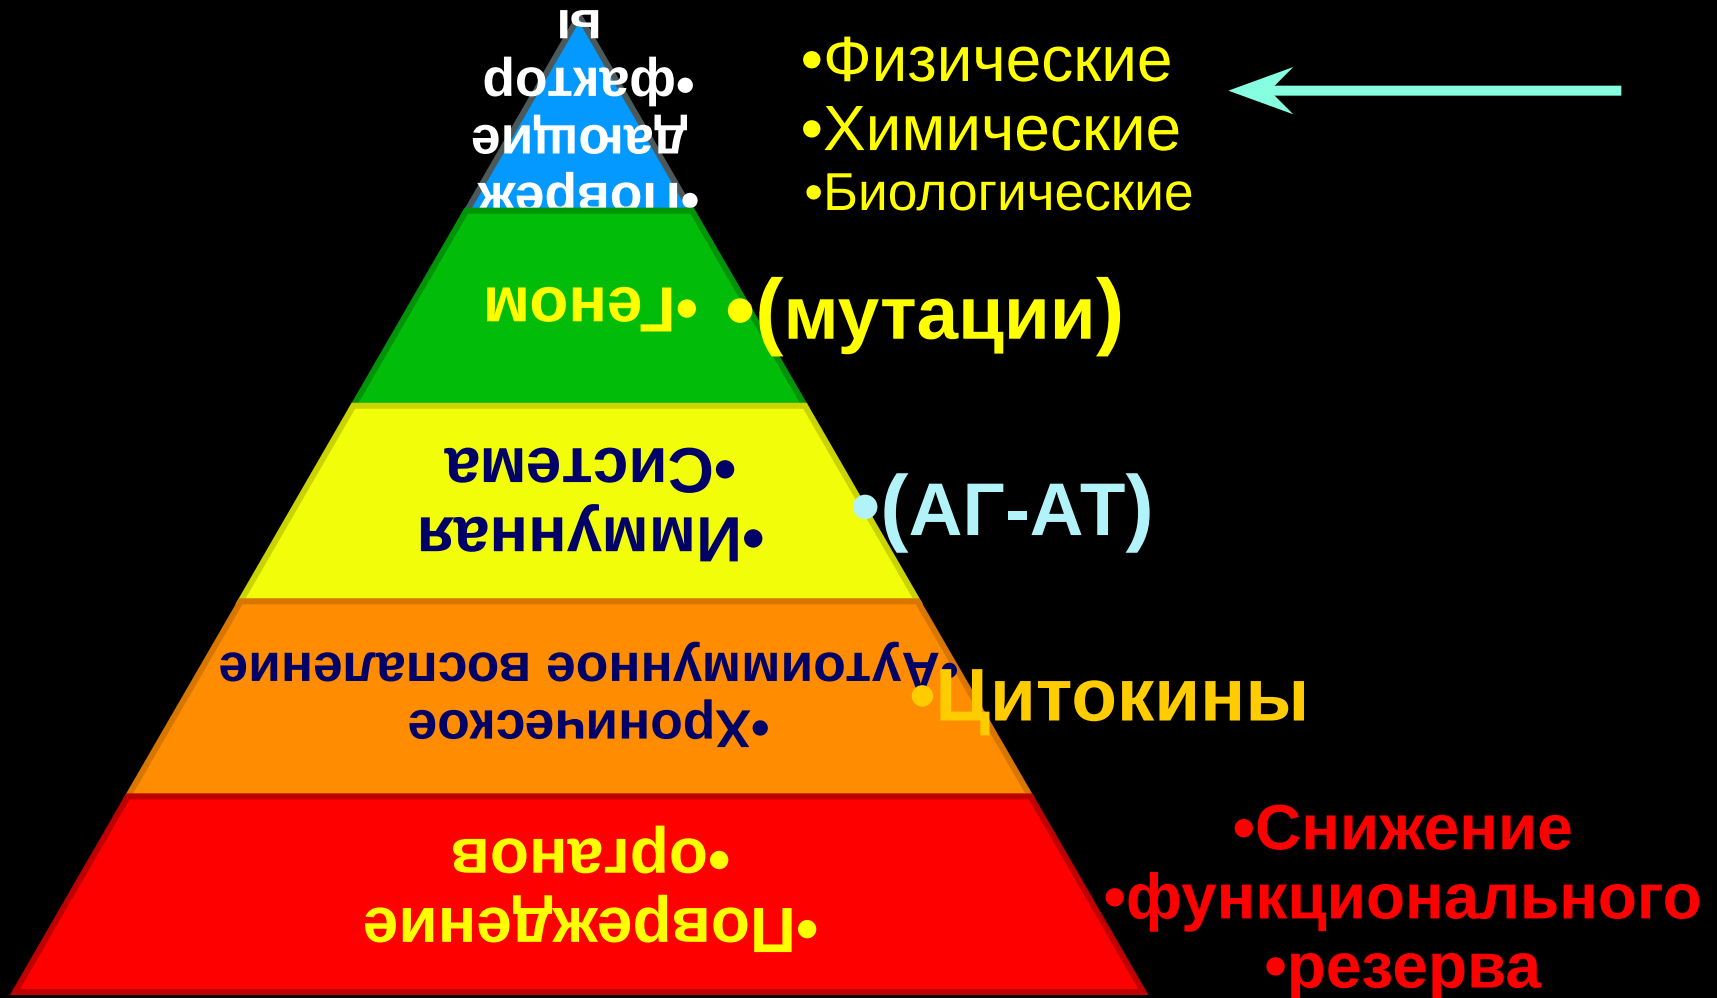 •Повреж
дающие
•фактор
ы
•Физические
•Химические
•Биологические
•Геном
•(мутации)
•Иммунная
•Система
•(АГ-АТ)
•Хроническое
•Аутоиммунное воспаление
•Цитокины
•Повреждение
•органов
•Снижение
•функционального
•резерва